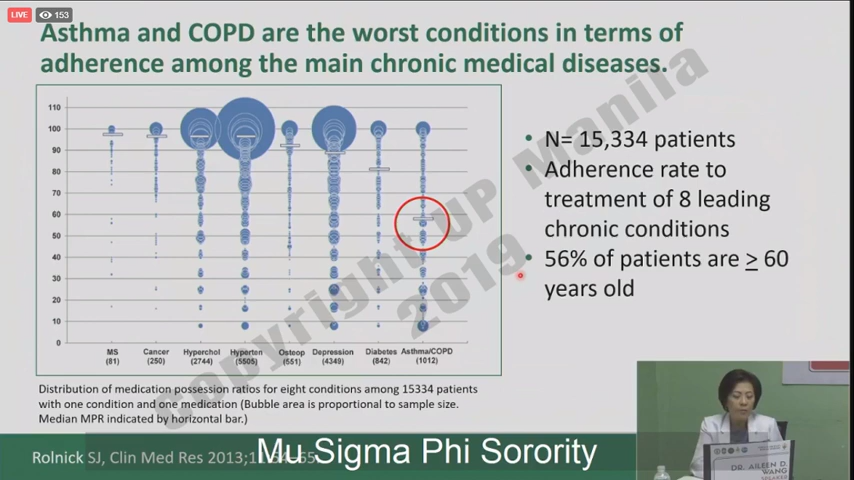 LIVE 153
Asthma and COPD are the worst conditions in terms of
adherence among the main chronic medical diseases.
110
100
90
80
70
60
50
40
30
20
10
0
MS Cancer Hyperchol Hyperten Osteop Depression Diabetes Asthma/COPD
(81) (250) (2744) (5505) (551) (4349) (842) (1012)
Distribution of medication possession ratios for eight conditions among 15334 patients
with one condition and one medication (Bubble area is proportional to sample size.
Median MPR indicated by horizontal bar.)
• N= 15,334 patients
• Adherence rate to
treatment of 8 leading
chronic conditions
• 56% of patients are > 60
years old
Copyright UP Manila
2019
Rolnick SJ, Clin Med Res 2013;
Mu Sigma Phi Sorority
DR. AILEEN D.
WANG
SPEAKER